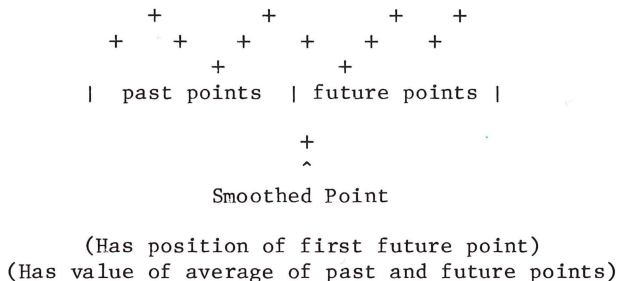 + + + +
+ + + + + +
+ +
| past points | future points |
+
^
Smoothed Point
(Has position of first future point)
(Has value of average of past and future points)